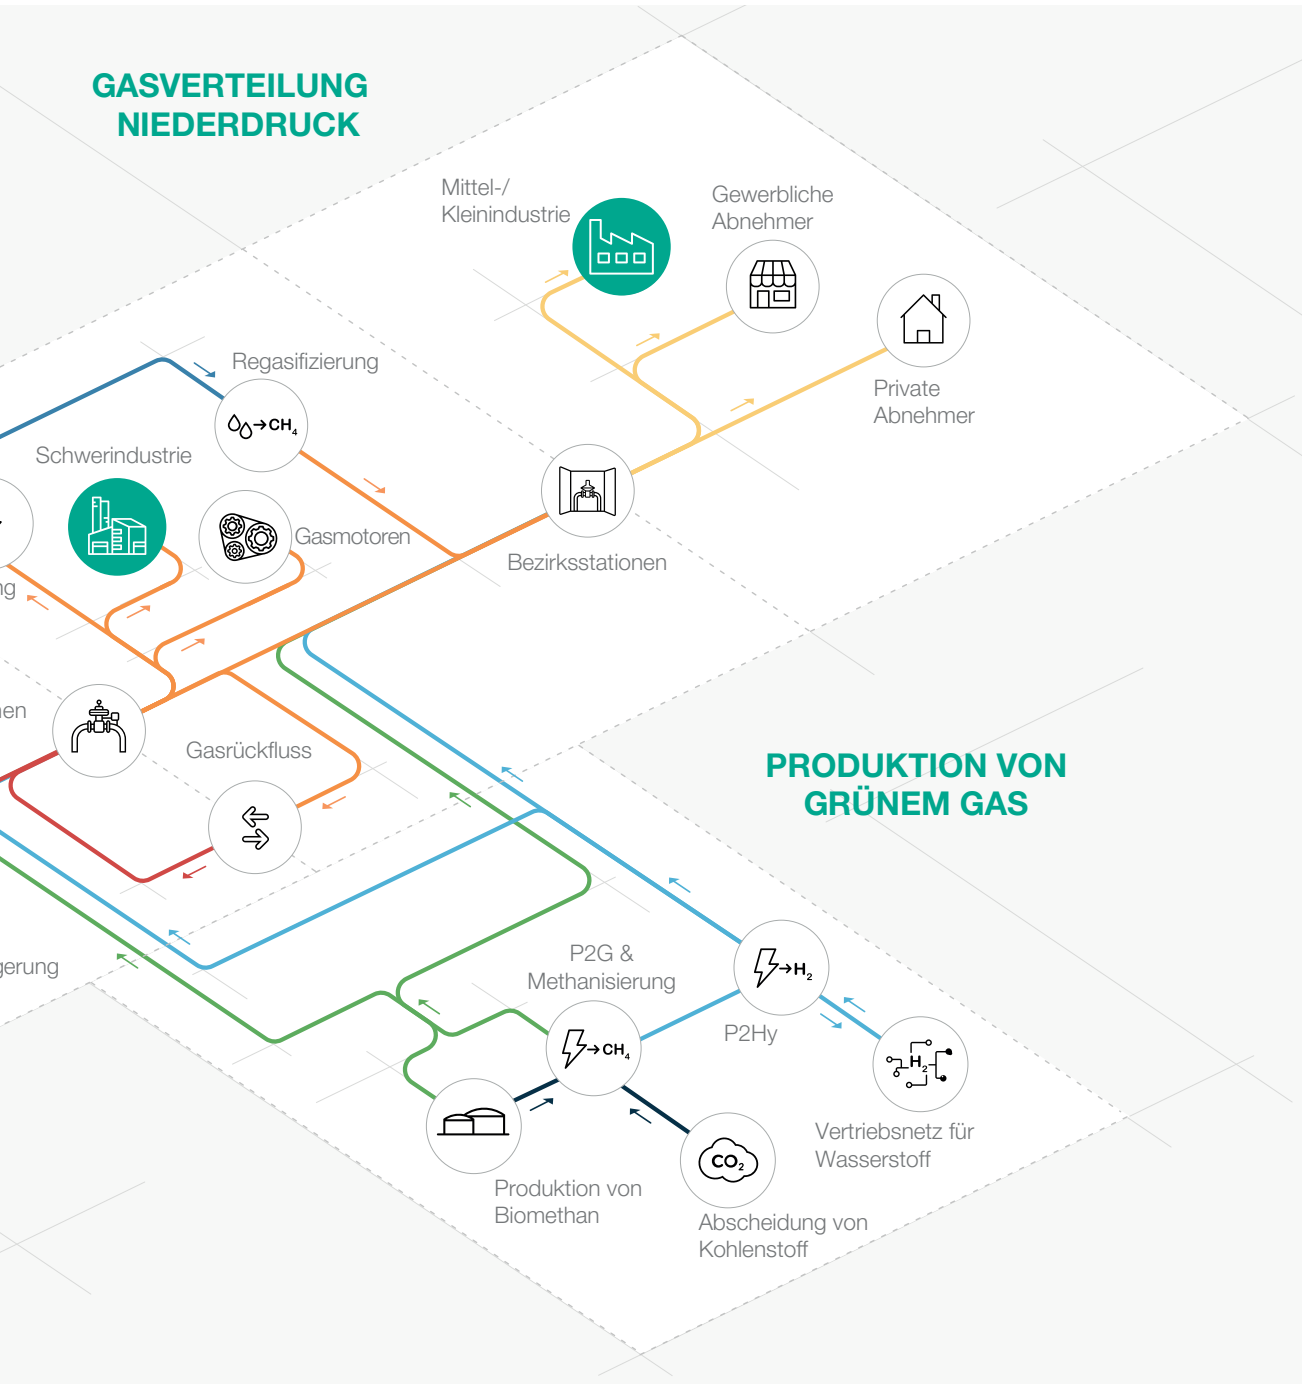 GASVERTEILUNG
NIEDERDRUCK
Mittel-/
Kleinindustrie
Gewerbliche
Abnehmer
Private
Abnehmer
Regasifizierung
CH₄
Schwerindustrie
Gasmotoren
Bezirksstationen
Gasrückfluss
PRODUKTION VON
GRÜNEM GAS
P2G &
Methanisierung
CH₄
H₂
P2Hy
H₂
Vertriebsnetz für
Wasserstoff
CO₂
Produktion von
Biomethan
Abscheidung von
Kohlenstoff